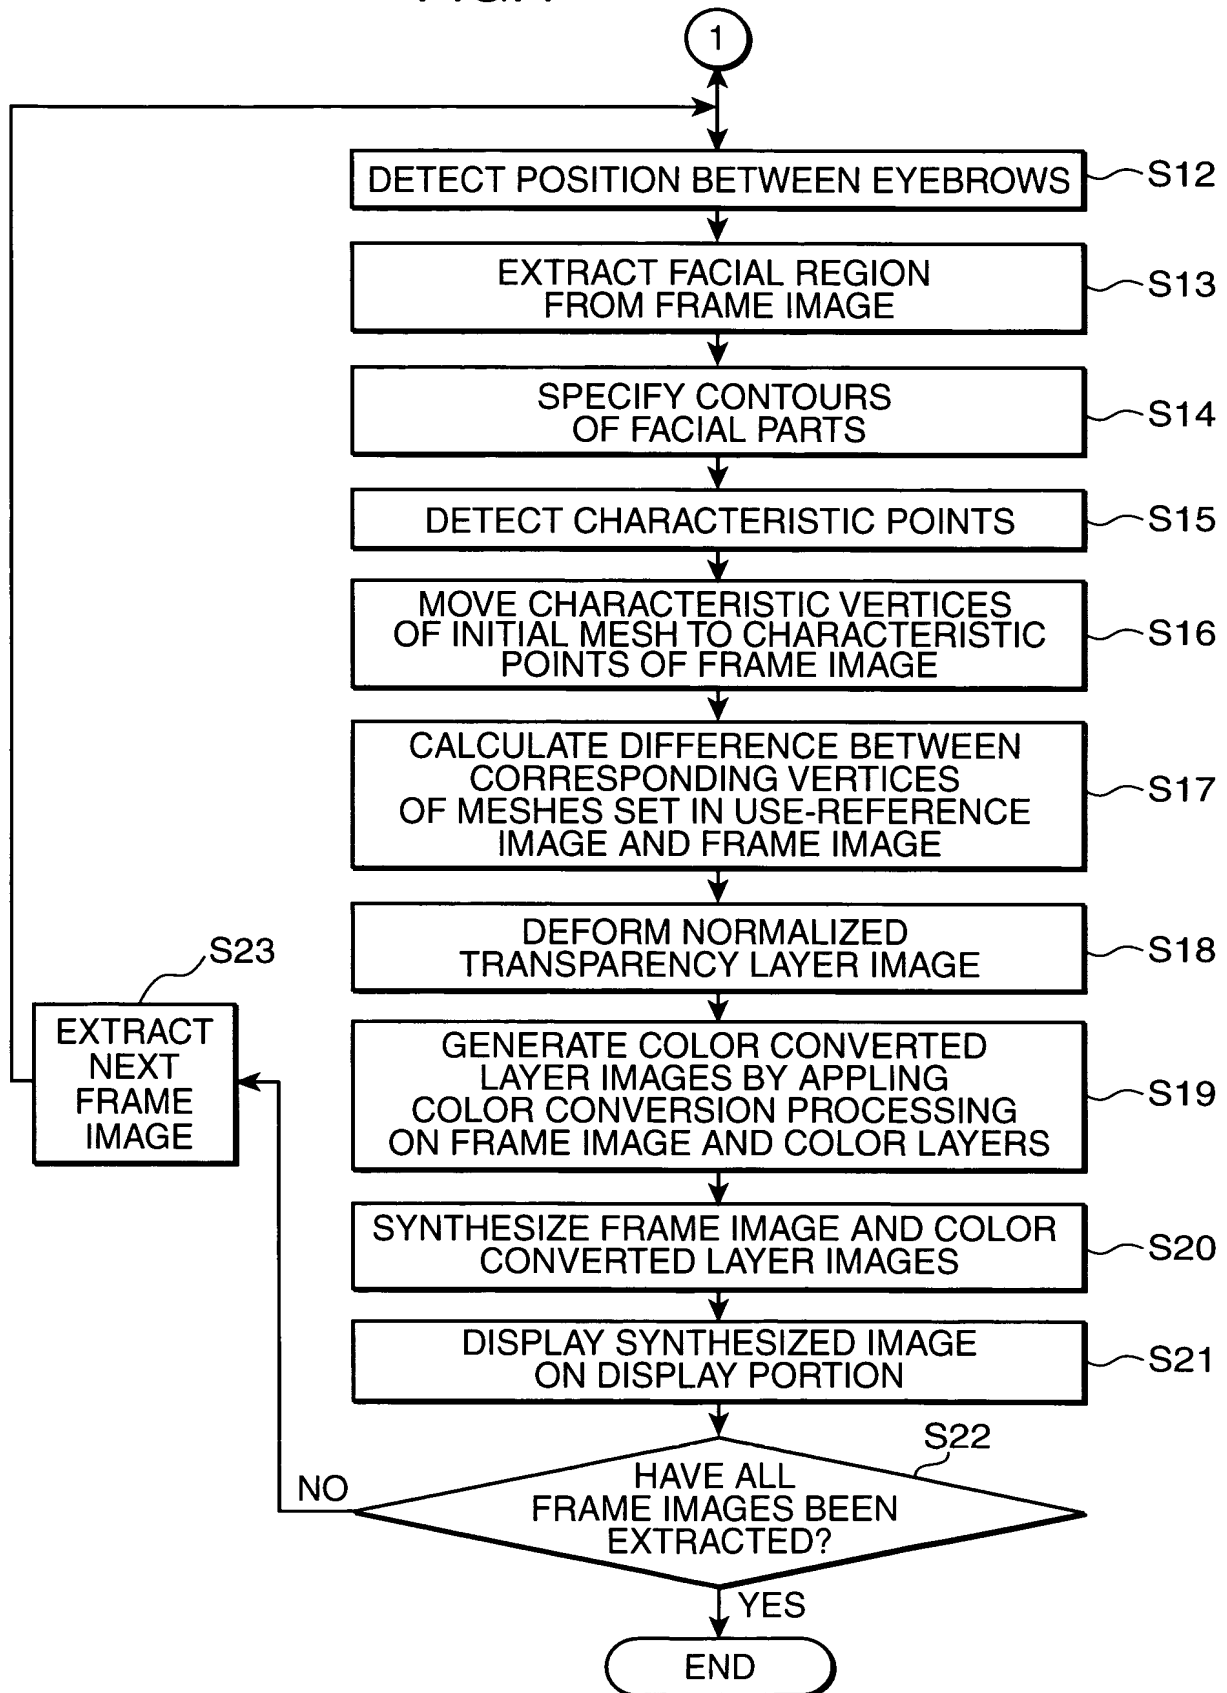 1
DETECT POSITION BETWEEN EYEBROWS
S12
EXTRACT FACIAL REGION
FROM FRAME IMAGE
S13
SPECIFY CONTOURS
OF FACIAL PARTS
S14
DETECT CHARACTERISTIC POINTS
S15
MOVE CHARACTERISTIC VERTICES
OF INITIAL MESH TO CHARACTERISTIC
POINTS OF FRAME IMAGE
S16
CALCULATE DIFFERENCE BETWEEN
CORRESPONDING VERTICES
OF MESHES SET IN USE-REFERENCE
IMAGE AND FRAME IMAGE
S17
DEFORM NORMALIZED
TRANSPARENCY LAYER IMAGE
S18
S23
EXTRACT
NEXT
FRAME
IMAGE
GENERATE COLOR CONVERTED
LAYER IMAGES BY APPLING
COLOR CONVERSION PROCESSING
ON FRAME IMAGE AND COLOR LAYERS
S19
SYNTHESIZE FRAME IMAGE AND COLOR
CONVERTED LAYER IMAGES
S20
DISPLAY SYNTHESIZED IMAGE
ON DISPLAY PORTION
S21
S22
NO
HAVE ALL
FRAME IMAGES BEEN
EXTRACTED?
YES
END